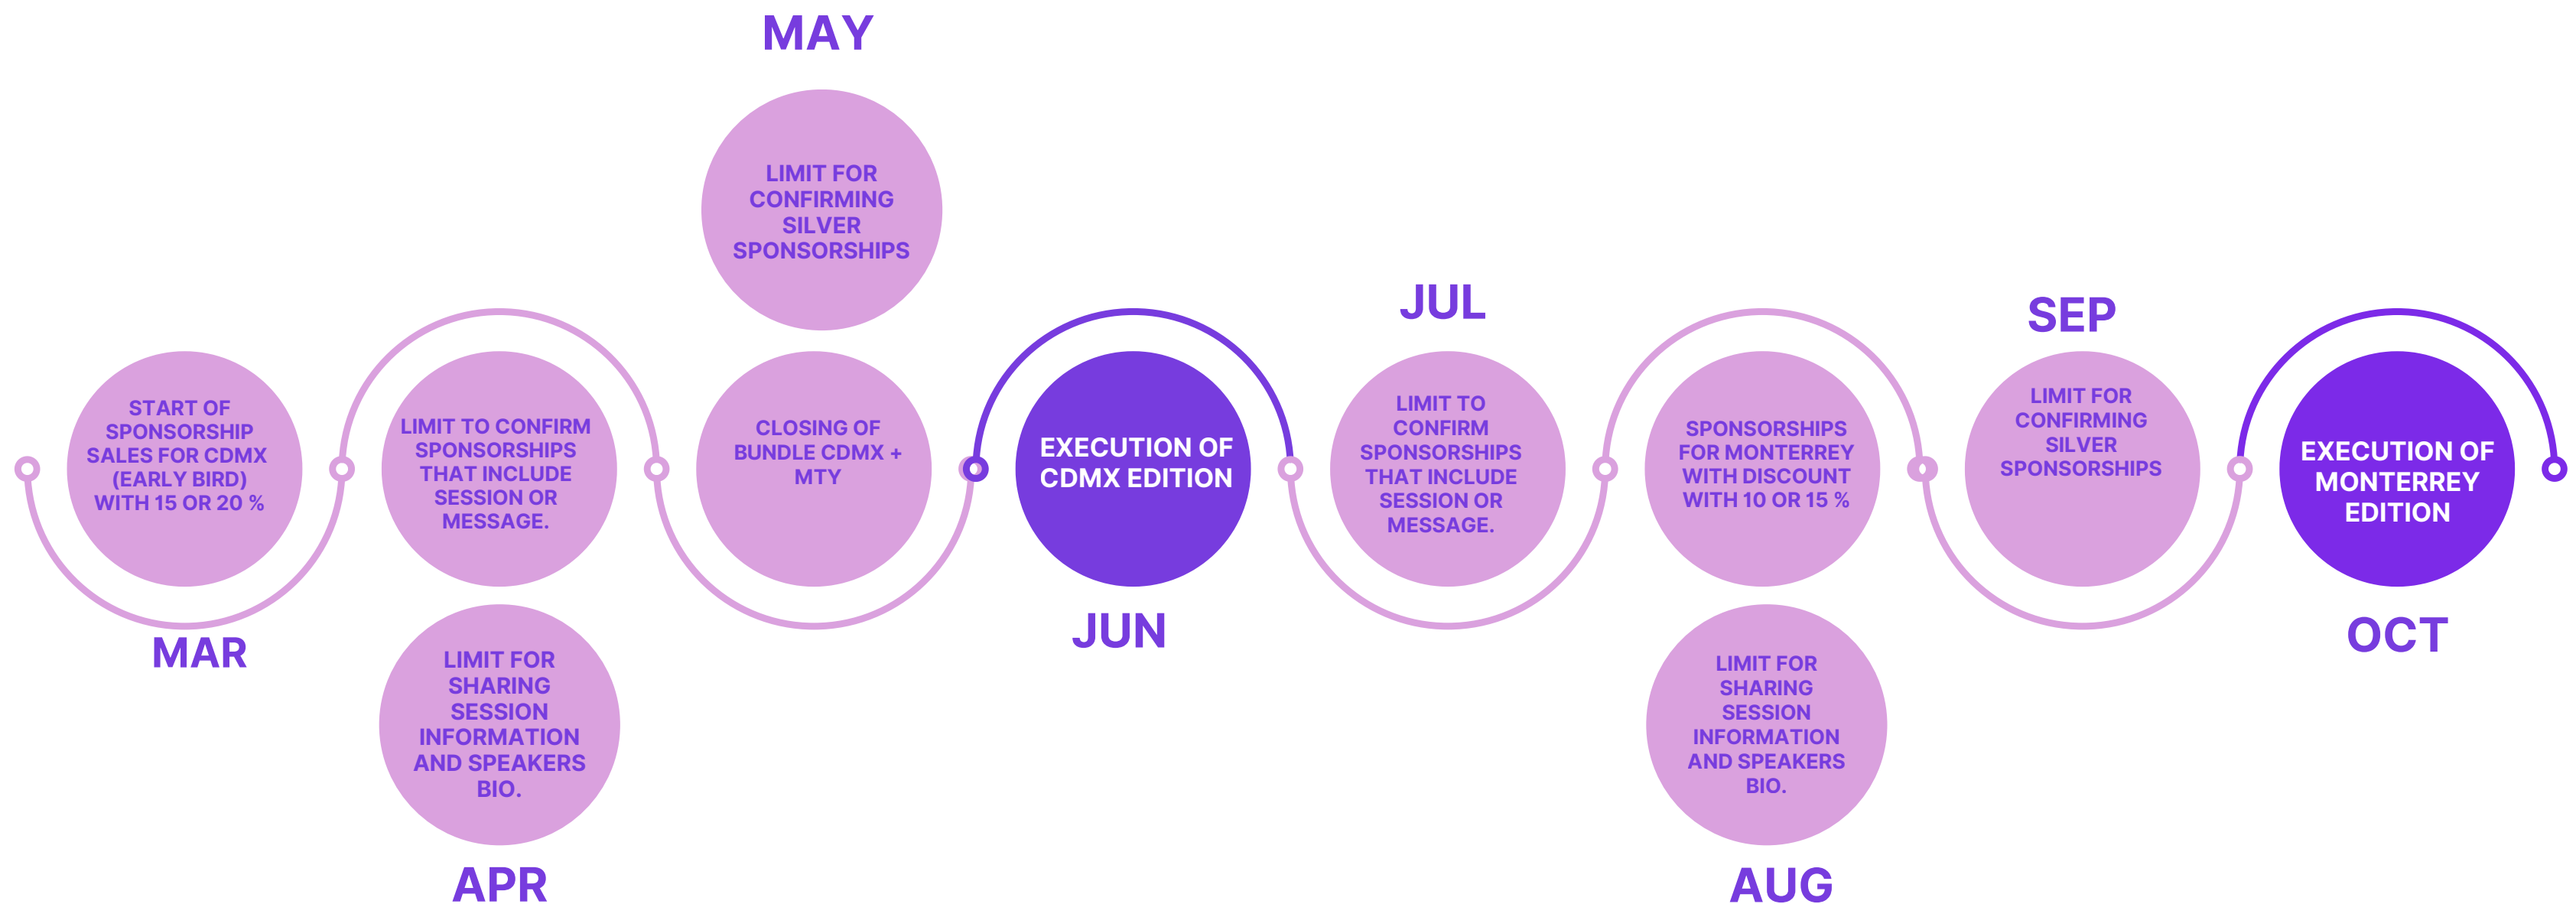 MAR
START OF
SPONSORSHIP
SALES FOR CDMX
(EARLY BIRD)
WITH 15 OR 20 %
LIMIT TO CONFIRM
SPONSORSHIPS
THAT INCLUDE
SESSION OR
MESSAGE.
LIMIT FOR
SHARING
SESSION
INFORMATION
AND SPEAKERS
BIO.
APR
MAY
LIMIT FOR
CONFIRMING
SILVER
SPONSORSHIPS
CLOSING OF
BUNDLE CDMX +
MTY
EXECUTION OF
CDMX EDITION
JUN
JUL
LIMIT TO
CONFIRM
SPONSORSHIPS
THAT INCLUDE
SESSION OR
MESSAGE.
SPONSORSHIPS
FOR MONTERREY
WITH DISCOUNT
WITH 10 OR 15 %
LIMIT FOR
SHARING
SESSION
INFORMATION
AND SPEAKERS
BIO.
AUG
SEP
LIMIT FOR
CONFIRMING
SILVER
SPONSORSHIPS
EXECUTION OF
MONTERREY
EDITION
OCT